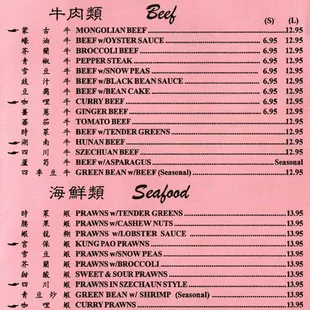 牛肉類 Beef
(S) (L)
蒙古牛 MONGOLIAN BEEF 12.95
蠔油牛 BEEF w/OYSTER SAUCE 6.95 12.95
芥蘭牛 BROCCOLI BEEF 6.95 12.95
青椒牛 PEPPER STEAK 6.95 12.95
雪豆牛 BEEF w/SNOW PEAS 6.95 12.95
豉汁牛 BEEF w/BLACK BEAN SAUCE 6.95 12.95
豆腐牛 BEEF w/BEAN CAKE 6.95 12.95
咖喱牛 CURRY BEEF 6.95 12.95
薑蔥牛 GINGER BEEF 6.95 12.95
蕃茄牛 TOMATO BEEF 12.95
時菜牛 BEEF w/TENDER GREENS 12.95
湖南牛 HUNAN BEEF 12.95
四川牛 SZECHUAN BEEF 12.95
蘆筍牛 BEEF w/ASPARAGUS Seasonal
四季豆牛 GREEN BEAN w/BEEF (Seasonal) 12.95
海鮮類 Seafood
時菜蝦 PRAWNS w/TENDER GREENS 13.95
腰果蝦 PRAWNS w/CASHEW NUTS 13.95
蝦龍糊 PRAWNS w/LOBSTER SAUCE 13.95
宮保蝦 KUNG PAO PRAWNS 13.95
雪豆蝦 PRAWNS w/SNOW PEAS 13.95
芥蘭蝦 PRAWNS w/BROCCOLI 13.95
甜酸蝦 SWEET & SOUR PRAWNS 13.95
四川蝦 PRAWNS IN SZECHAUN STYLE 13.95
青豆炒蝦 GREEN BEAN w/ SHRIMP (Seasonal) 13.95
咖喱蝦 CURRY PRAWNS 13.95